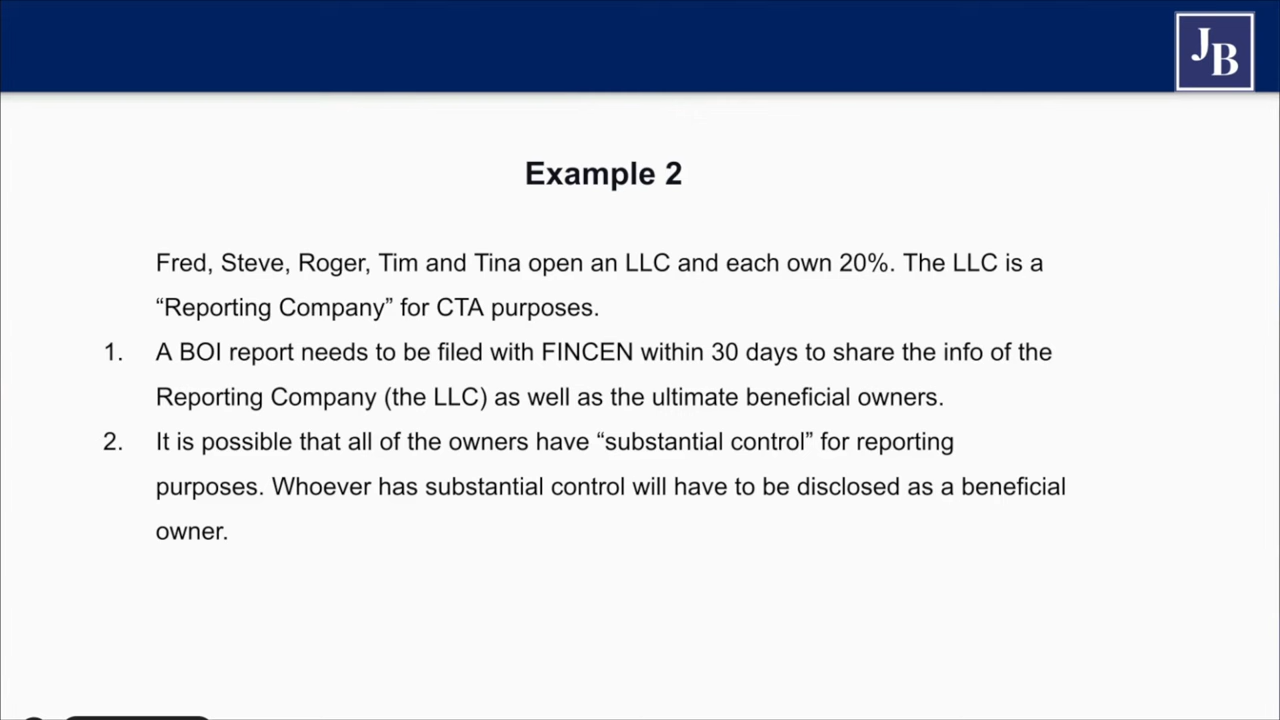 JB
Example 2
Fred, Steve, Roger, Tim and Tina open an LLC and each own 20%. The LLC is a
“Reporting Company” for CTA purposes.
1. A BOI report needs to be filed with FINCEN within 30 days to share the info of the
Reporting Company (the LLC) as well as the ultimate beneficial owners.
2. It is possible that all of the owners have “substantial control” for reporting
purposes. Whoever has substantial control will have to be disclosed as a beneficial
owner.